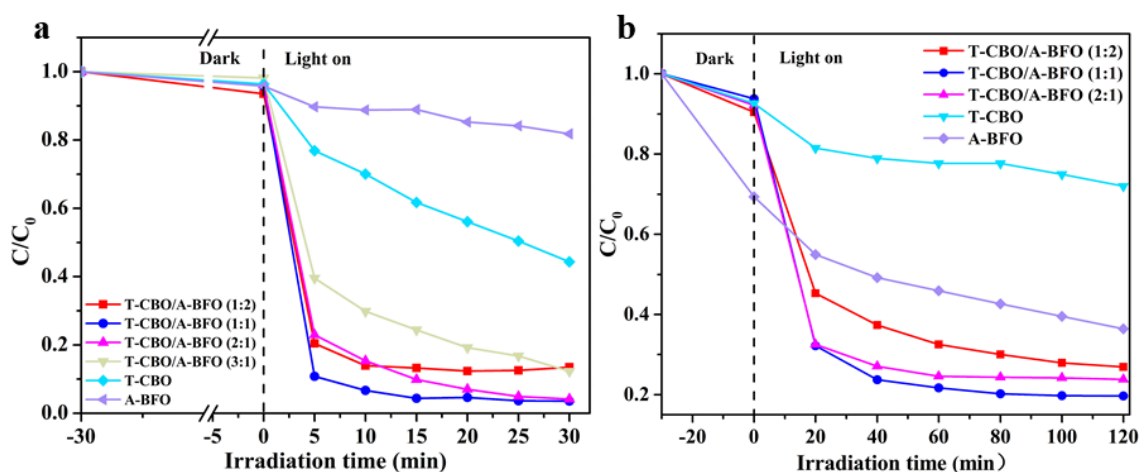 a
Dark
Light on
C/C0
1.0
0.8
0.6
0.4
0.2
0.0
T-CBO/A-BFO (1:2)
T-CBO/A-BFO (1:1)
T-CBO/A-BFO (2:1)
T-CBO/A-BFO (3:1)
T-CBO
A-BFO
-30 -5 0 5 10 15 20 25 30
Irradiation time (min)
b
Dark
Light on
C/C0
1.0
0.8
0.6
0.4
0.2
T-CBO/A-BFO (1:2)
T-CBO/A-BFO (1:1)
T-CBO/A-BFO (2:1)
T-CBO
A-BFO
-20 0 20 40 60 80 100 120
Irradiation time (min）